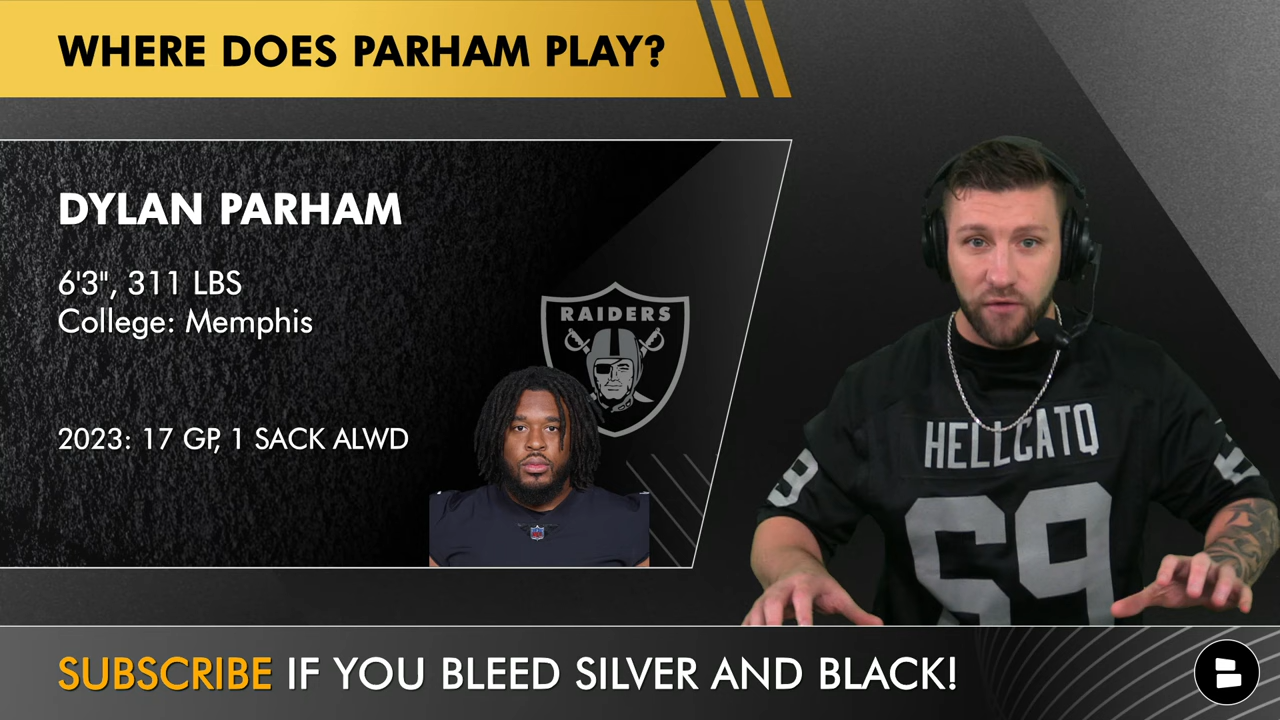 WHERE DOES PARHAM PLAY?
DYLAN PARHAM
6'3", 311 LBS
College: Memphis
2023: 17 GP, 1 SACK ALWD
RAIDERS
HELLCATQ
69
SUBSCRIBE IF YOU BLEED SILVER AND BLACK!